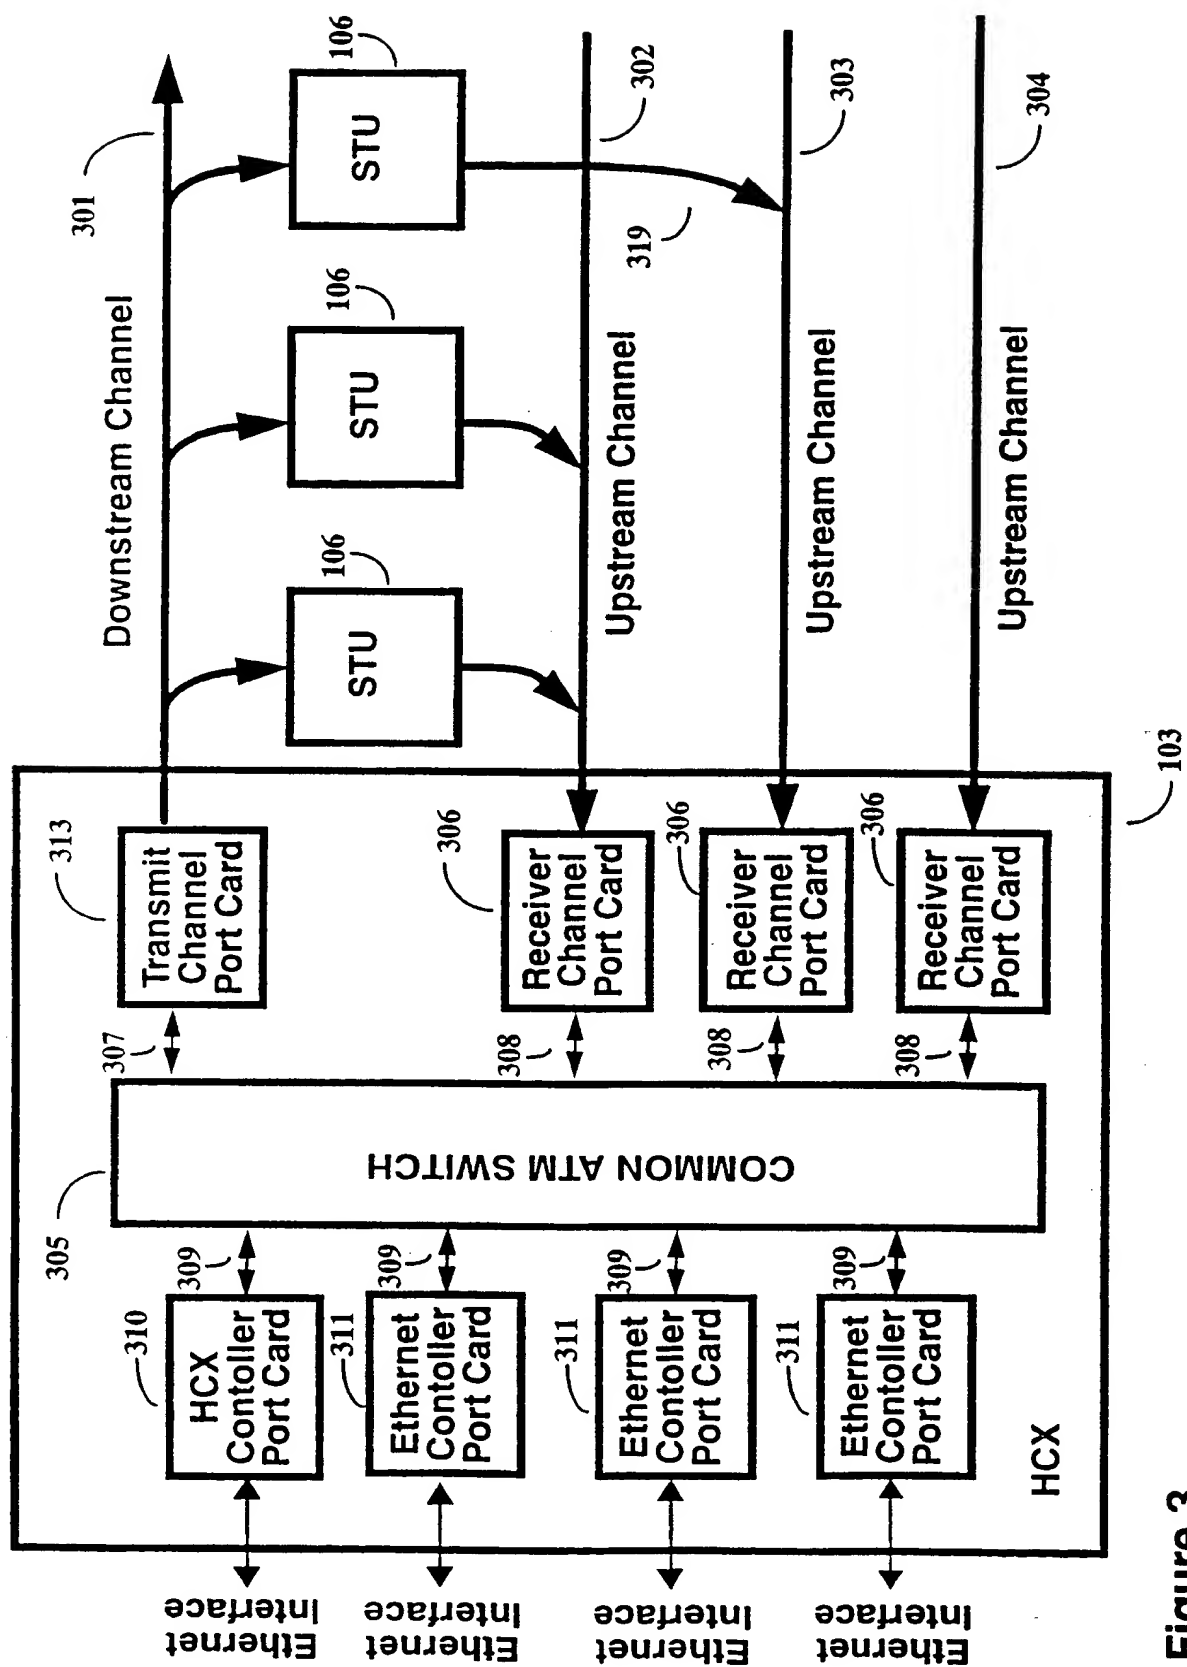 301
Downstream Channel
106
STU
106
STU
106
STU
302
Upstream Channel
319
303
Upstream Channel
304
Upstream Channel
313
Transmit
Channel
Port Card
306
Receiver
Channel
Port Card
306
Receiver
Channel
Port Card
306
Receiver
Channel
Port Card
103
307
308
308
308
305
COMMON ATM SWITCH
309
309
309
309
310
HCX
Contoller
Port Card
311
Ethernet
Contoller
Port Card
311
Ethernet
Contoller
Port Card
311
Ethernet
Contoller
Port Card
HCX
Ethernet
Interface
Ethernet
Interface
Ethernet
Interface
Ethernet
Interface
Figure 3